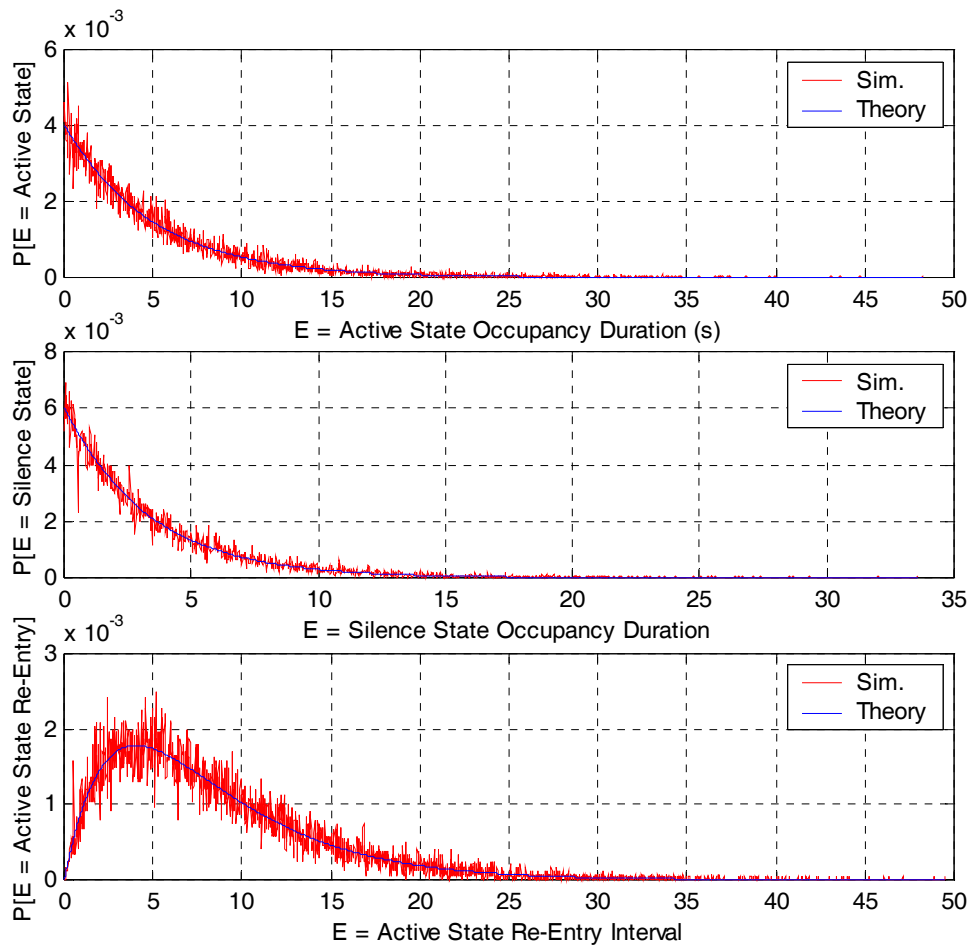 x 10^-3
6
4
2
0
P[E = Active State]
Sim.
Theory
0 5 10 15 20 25 30 35 40 45 50
E = Active State Occupancy Duration (s)
x 10^-3
8
6
4
2
0
P[E = Silence State]
Sim.
Theory
0 5 10 15 20 25 30 35
E = Silence State Occupancy Duration
x 10^-3
3
2
1
0
P[E = Active State Re-Entry]
Sim.
Theory
0 5 10 15 20 25 30 35 40 45 50
E = Active State Re-Entry Interval